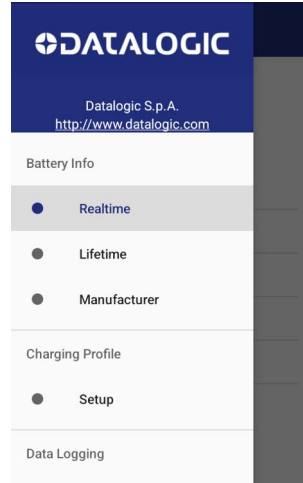 DATALOGIC
Datalogic S.p.A.
http://www.datalogic.com
Battery Info
Realtime
Lifetime
Manufacturer
Charging Profile
Setup
Data Logging